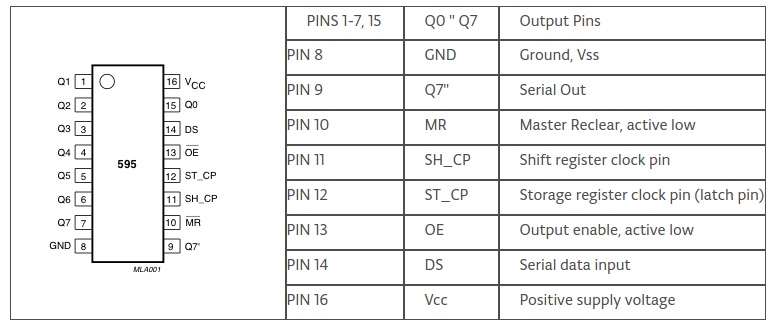 Q1 1 16 VCC
Q2 2 15 Q0
Q3 3 14 DS
Q4 4 13 OE
Q5 5 595 12 ST_CP
Q6 6 11 SH_CP
Q7 7 10 MR
GND 8 9 Q7'
MLA001
PINS 1-7, 15 Q0 " Q7 Output Pins
PIN 8 GND Ground, Vss
PIN 9 Q7" Serial Out
PIN 10 MR Master Reclear, active low
PIN 11 SH_CP Shift register clock pin
PIN 12 ST_CP Storage register clock pin (latch pin)
PIN 13 OE Output enable, active low
PIN 14 DS Serial data input
PIN 16 Vcc Positive supply voltage